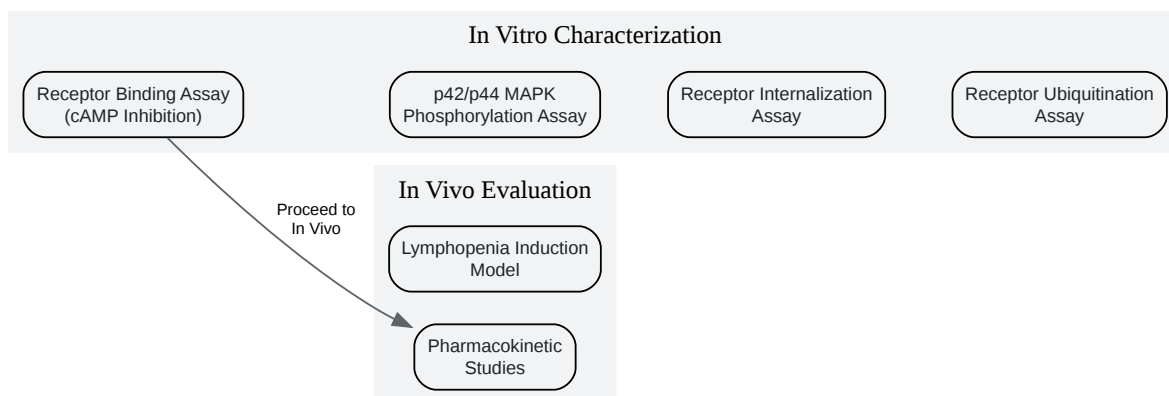 In Vitro Characterization
Receptor Binding Assay
(cAMP Inhibition)
p42/p44 MAPK
Phosphorylation Assay
Receptor Internalization
Assay
Receptor Ubiquitination
Assay
Proceed to
In Vivo
In Vivo Evaluation
Lymphopenia Induction
Model
Pharmacokinetic
Studies